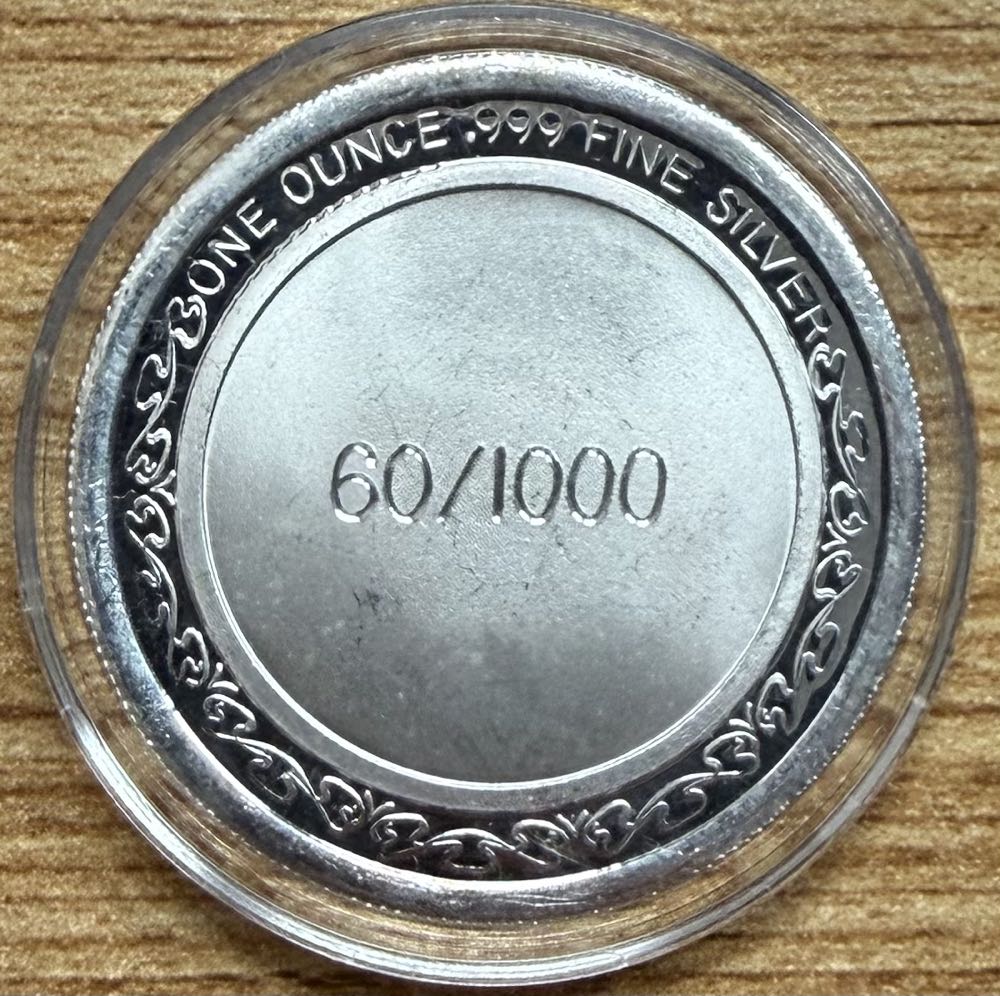 ONE OUNCE .999 FINE SILVER
60/1000